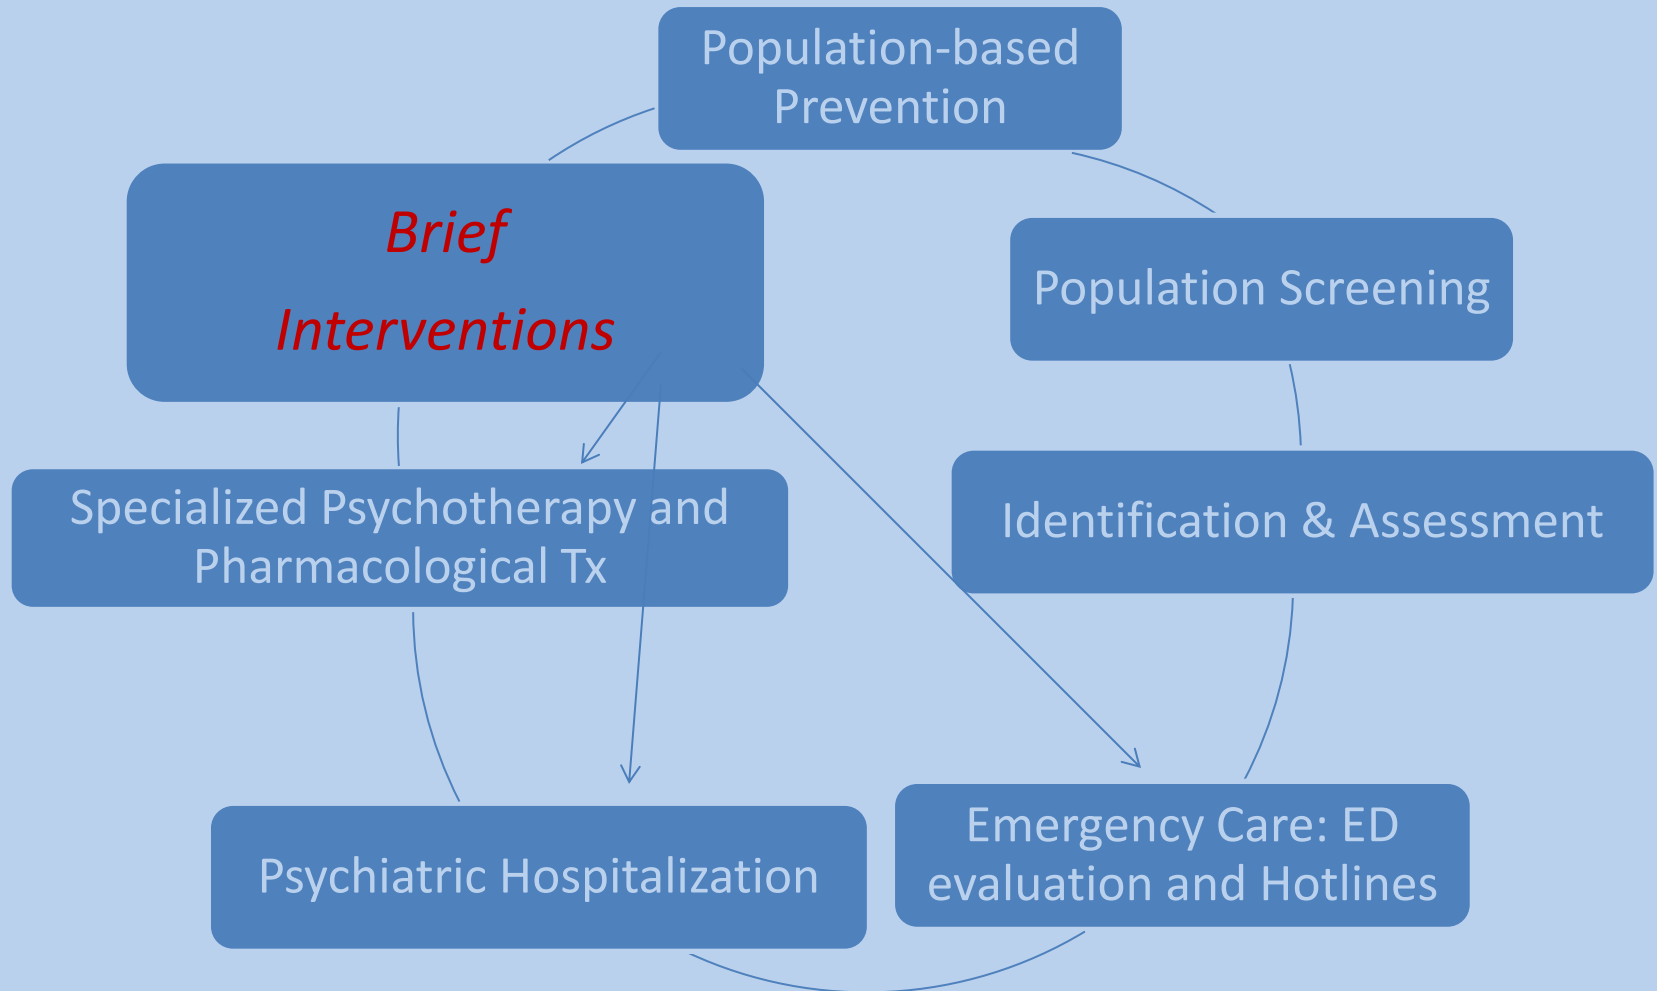 Population-based
Prevention
Brief
Interventions
Population Screening
Specialized Psychotherapy and
Pharmacological Tx
Identification & Assessment
Psychiatric Hospitalization
Emergency Care: ED
evaluation and Hotlines